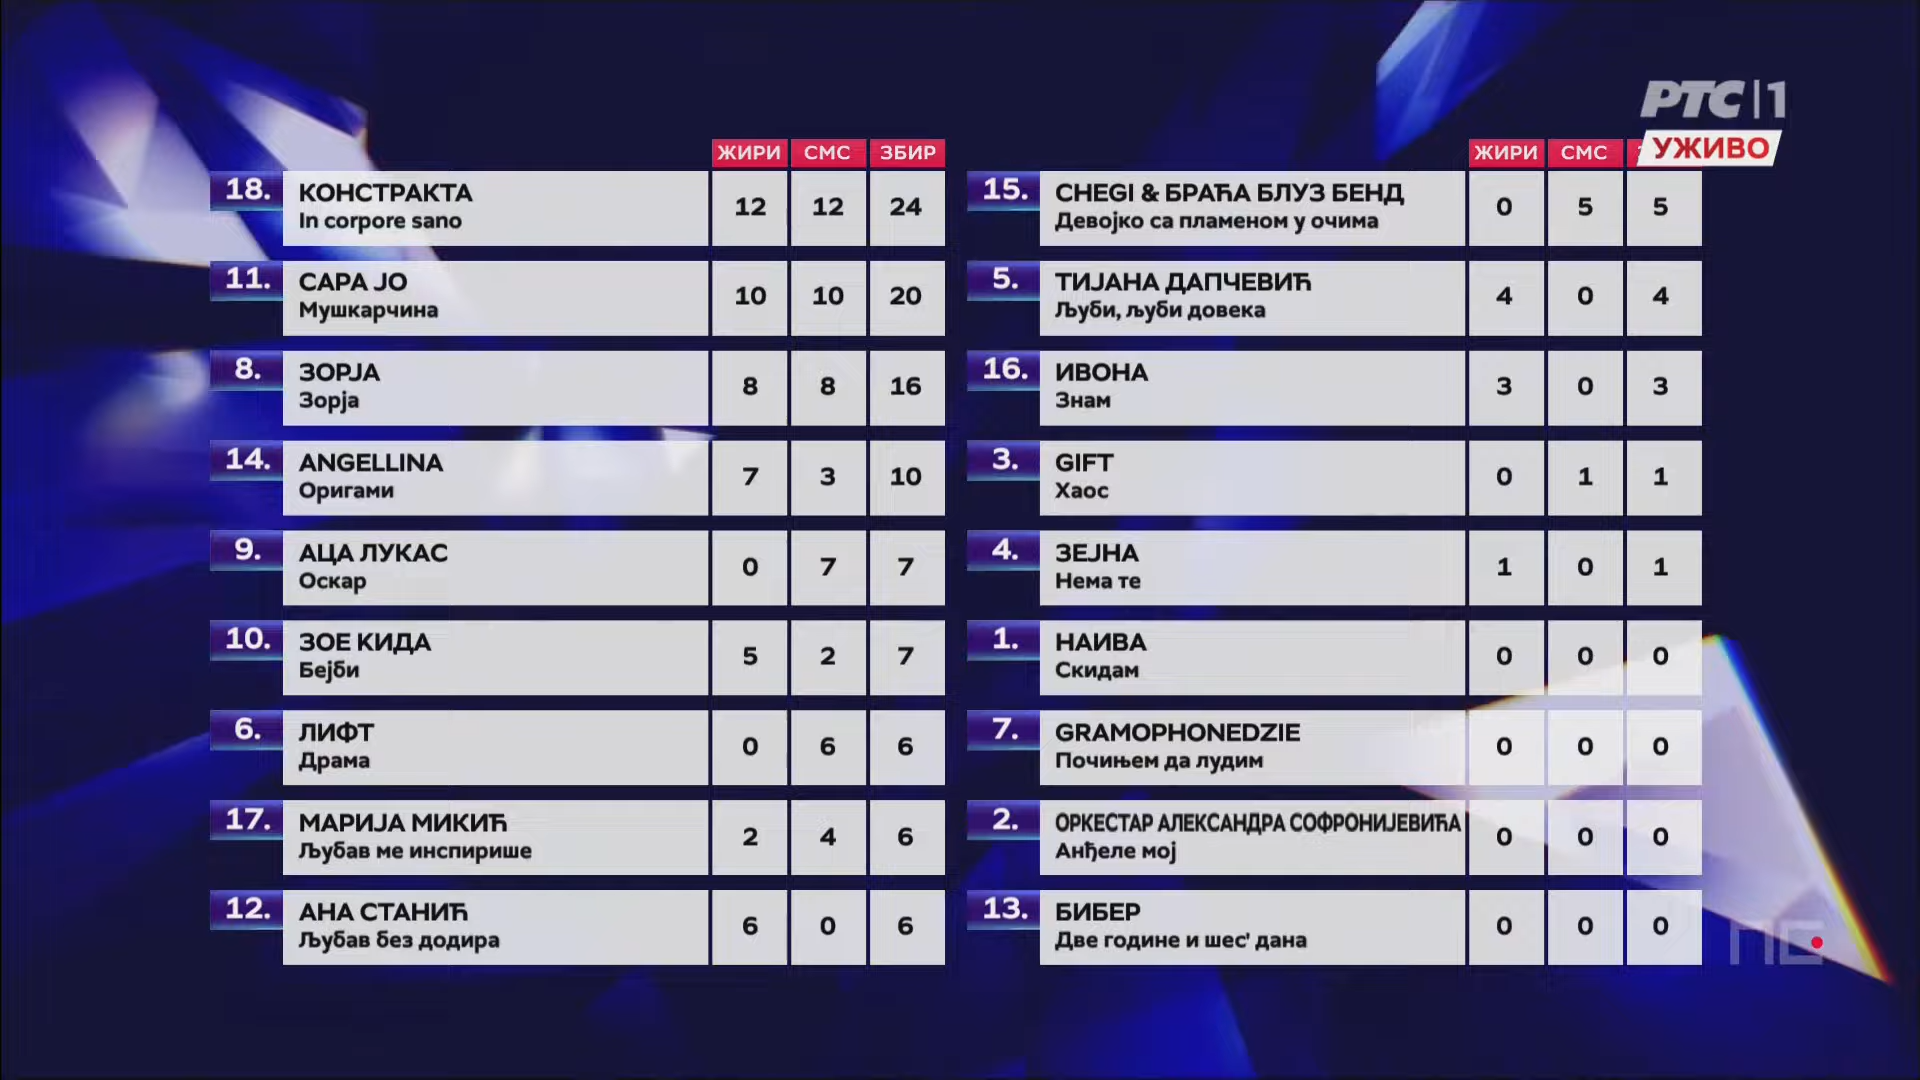 РТС|1
УЖИВО
ЖИРИ СМС ЗБИР
18. КОНСТРАКТА 12 12 24
In corpore sano
11. САРА ЈО 10 10 20
Мушкарчина
8. ЗОРЈА 8 8 16
Зорја
14. ANGELLINA 7 3 10
Оригами
9. АЦА ЛУКАС 0 7 7
Оскар
10. ЗОЕ КИДА 5 2 7
Бејби
6. ЛИФТ 0 6 6
Драма
17. МАРИЈА МИКИЋ 2 4 6
Љубав ме инспирише
12. АНА СТАНИЋ 6 0 6
Љубав без додира
ЖИРИ СМС
15. CHEGI & БРАЋА БЛУЗ БЕНД 0 5 5
Девојко са пламеном у очима
5. ТИЈАНА ДАПЧЕВИЋ 4 0 4
Љуби, љуби довека
16. ИВОНА 3 0 3
Знам
3. GIFT 0 1 1
Хаос
4. ЗЕЈНА 1 0 1
Нема те
1. НАИВА 0 0 0
Скидам
7. GRAMOPHONEDZIE 0 0 0
Почињем да лудим
2. ОРКЕСТАР АЛЕКСАНДРА СОФРОНИЈЕВИЋА 0 0 0
Анђеле мој
13. БИБЕР 0 0 0
Две године и шес' дана